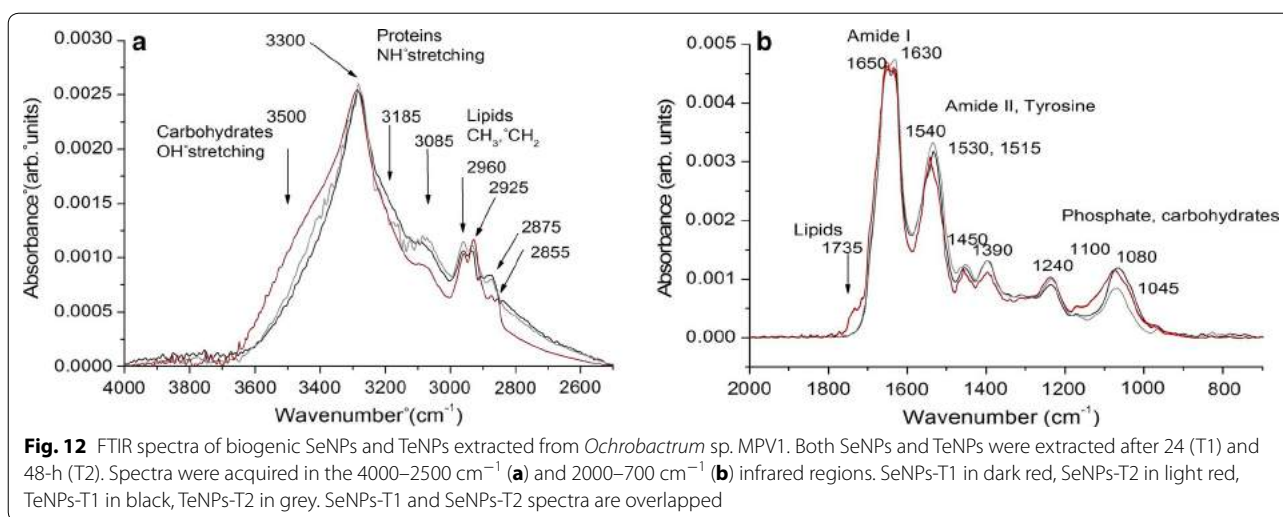 a
0.0030
0.0025
0.0020
0.0015
0.0010
0.0005
0.0000
Absorbance°(arb. units)
3300
Proteins
NH°stretching
Carbohydrates
OH°stretching
3500
3185
3085
Lipids
CH3,°CH2
2960
2925
2875
2855
4000 3600 3200 2800 2600
Wavenumber°(cm-1)
b
0.005
0.004
0.003
0.002
0.001
0.000
Absorbance (arb. units)
Amide I
1650
1630
Amide II, Tyrosine
1540
1530, 1515
Lipids
1735
1450
1390
1240
Phosphate, carbohydrates
1100
1080
1045
2000 1800 1600 1400 1200 1000 800
Wavenumber (cm-1)
Fig. 12 FTIR spectra of biogenic SeNPs and TeNPs extracted from Ochrobactrum sp. MPV1. Both SeNPs and TeNPs were extracted after 24 (T1) and
48-h (T2). Spectra were acquired in the 4000–2500 cm−1 (a) and 2000–700 cm−1 (b) infrared regions. SeNPs-T1 in dark red, SeNPs-T2 in light red,
TeNPs-T1 in black, TeNPs-T2 in grey. SeNPs-T1 and SeNPs-T2 spectra are overlapped